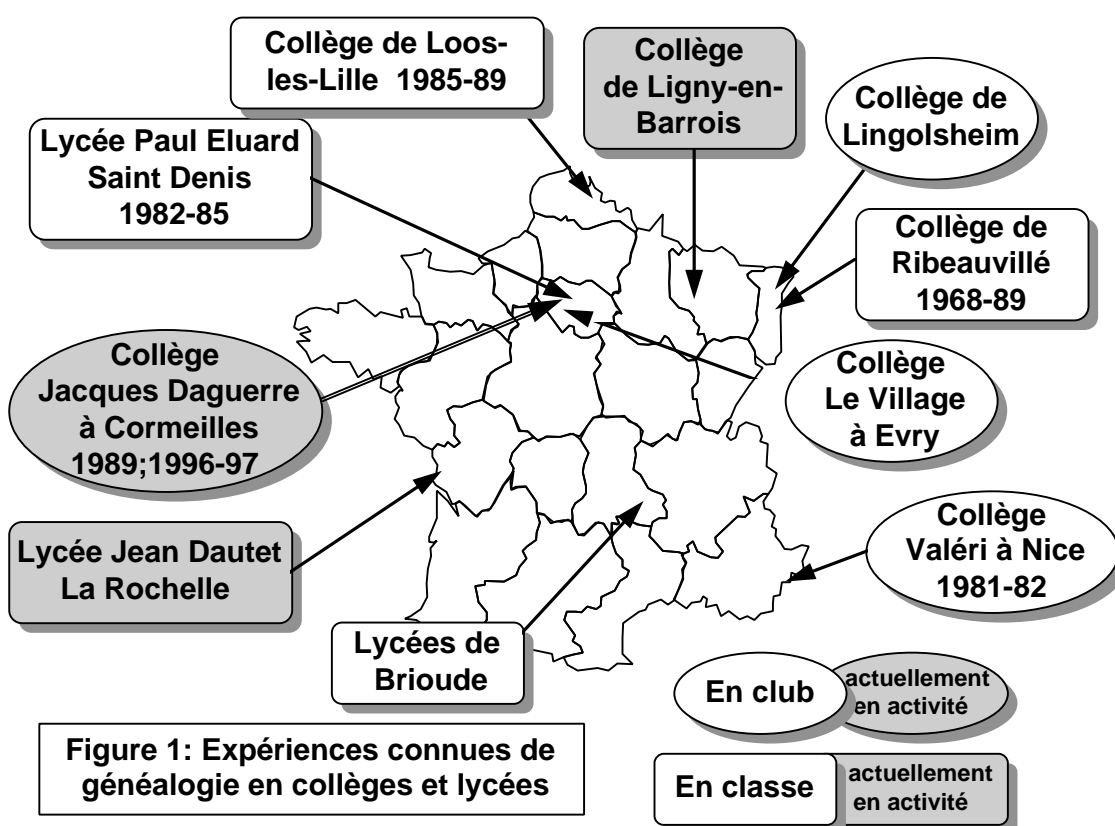 Collège de Loos-
les-Lille 1985-89
Collège
de Ligny-en-
Barrois
Collège de
Lingolsheim
Lycée Paul Eluard
Saint Denis
1982-85
Collège de
Ribeauvillé
1968-89
Collège
Jacques Daguerre
à Cormeilles
1989;1996-97
Collège
Le Village
à Evry
Lycée Jean Dautet
La Rochelle
Collège
Valéri à Nice
1981-82
Lycées de
Brioude
En club
actuellement
en activité
Figure 1: Expériences connues de
généalogie en collèges et lycées
En classe
actuellement
en activité